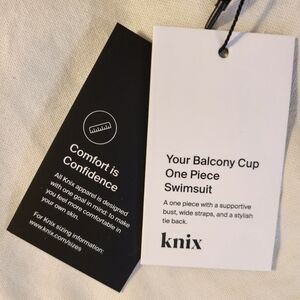 Comfort is
Confidence
All Knix apparel is designed
with one goal in mind: to make
you feel more comfortable in
your own skin.
For Knix sizing information:
www.knix.com/sizes
Your Balcony Cup
One Piece
Swimsuit
A one piece with a supportive
bust, wide straps, and a stylish
tie back.
knix